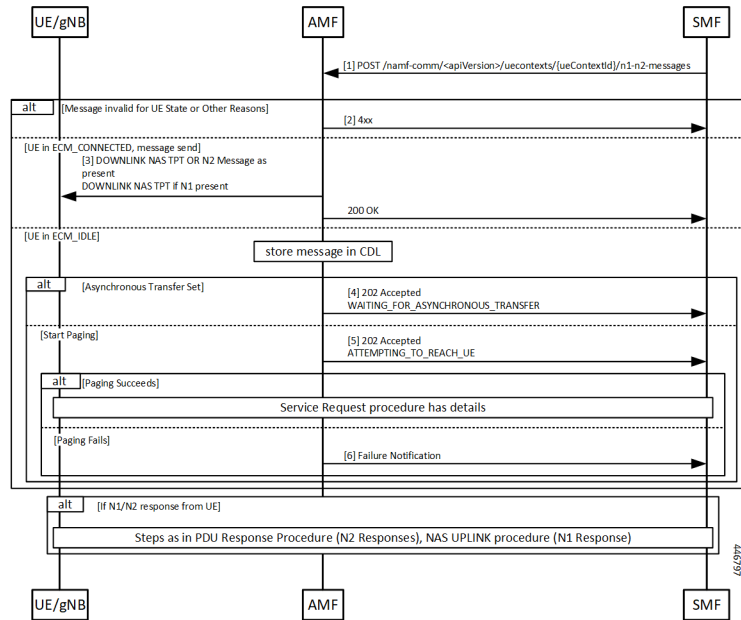 UE/gNB
AMF
SMF
[1] POST /namf-comm/<apiVersion>/uecontexts/{ueContextId}/n1-n2-messages
alt
[Message invalid for UE State or Other Reasons]
[2] 4xx
[UE in ECM_CONNECTED, message send]
[3] DOWNLINK NAS TPT OR N2 Message as
present
DOWNLINK NAS TPT if N1 present
200 OK
[UE in ECM_IDLE]
store message in CDL
alt
[Asynchronous Transfer Set]
[4] 202 Accepted
WAITING_FOR_ASYNCHRONOUS_TRANSFER
[Start Paging]
[5] 202 Accepted
ATTEMPTING_TO_REACH_UE
alt
[Paging Succeeds]
Service Request procedure has details
[Paging Fails]
[6] Failure Notification
alt
[If N1/N2 response from UE]
Steps as in PDU Response Procedure (N2 Responses), NAS UPLINK procedure (N1 Response)
446797
UE/gNB
AMF
SMF